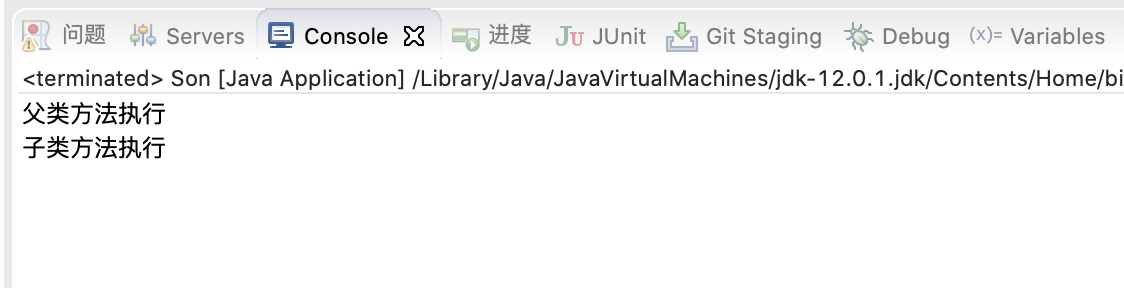 问题 Servers Console 进度 JUnit Git Staging Debug (x)= Variables
<terminated> Son [Java Application] /Library/Java/JavaVirtualMachines/jdk-12.0.1.jdk/Contents/Home/bi
父类方法执行
子类方法执行